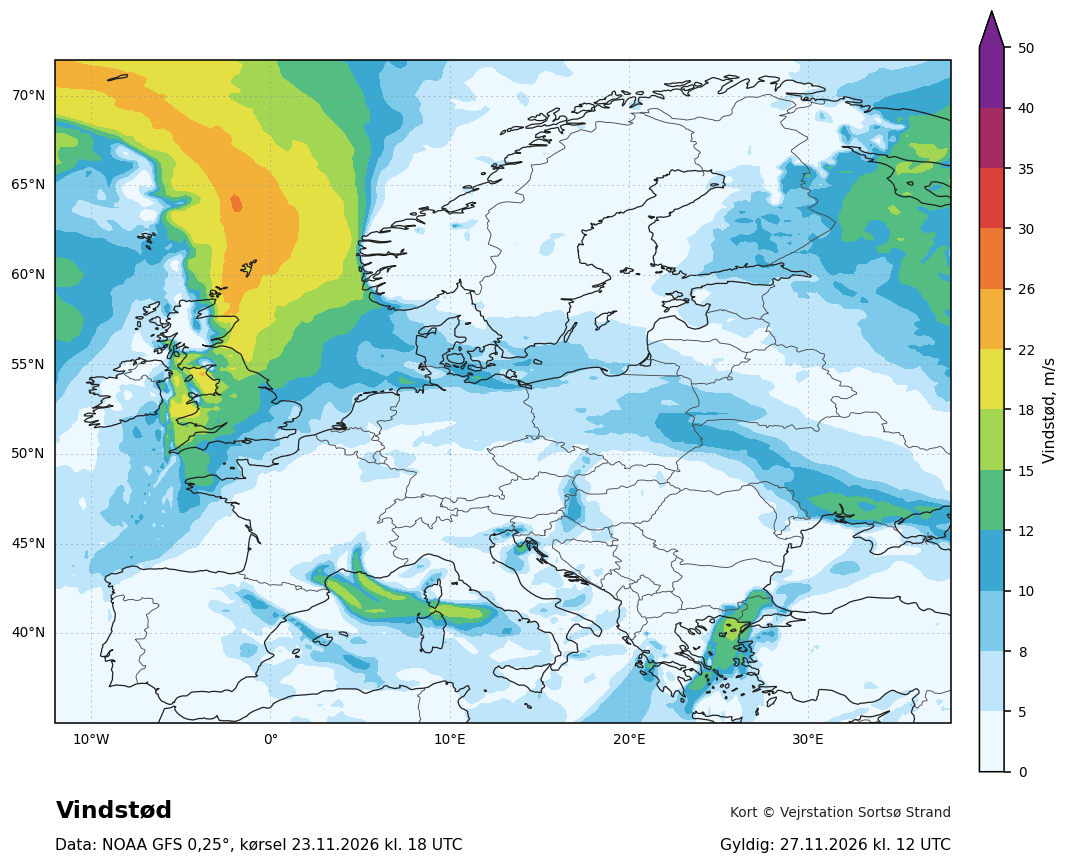 50
40
35
30
26
22
18
15
12
10
8
5
0
Vindstød, m/s
70°N
65°N
60°N
55°N
50°N
45°N
40°N
10°W 0° 10°E 20°E 30°E
Vindstød
Kort © Vejrstation Sortsø Strand
Data: NOAA GFS 0,25°, kørsel 23.11.2026 kl. 18 UTC
Gyldig: 27.11.2026 kl. 12 UTC